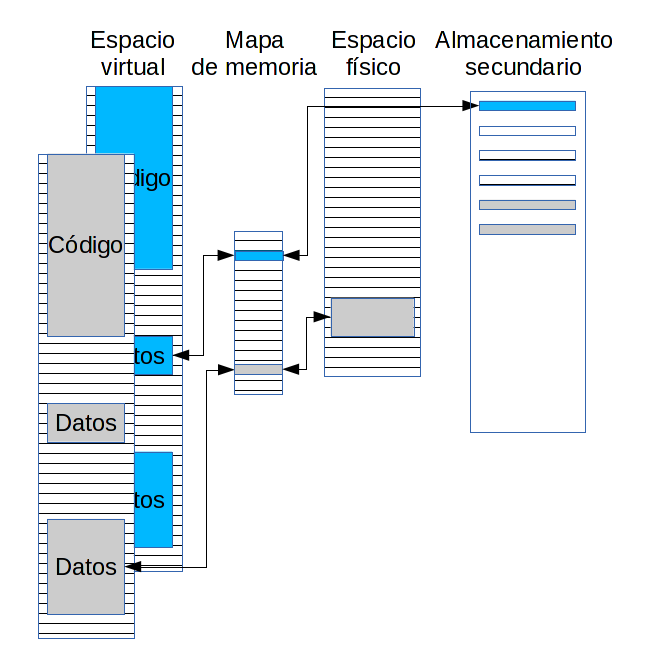 Espacio
virtual
Mapa
de memoria
Espacio
físico
Almacenamiento
secundario
digo
Código
tos
Datos
tos
Datos